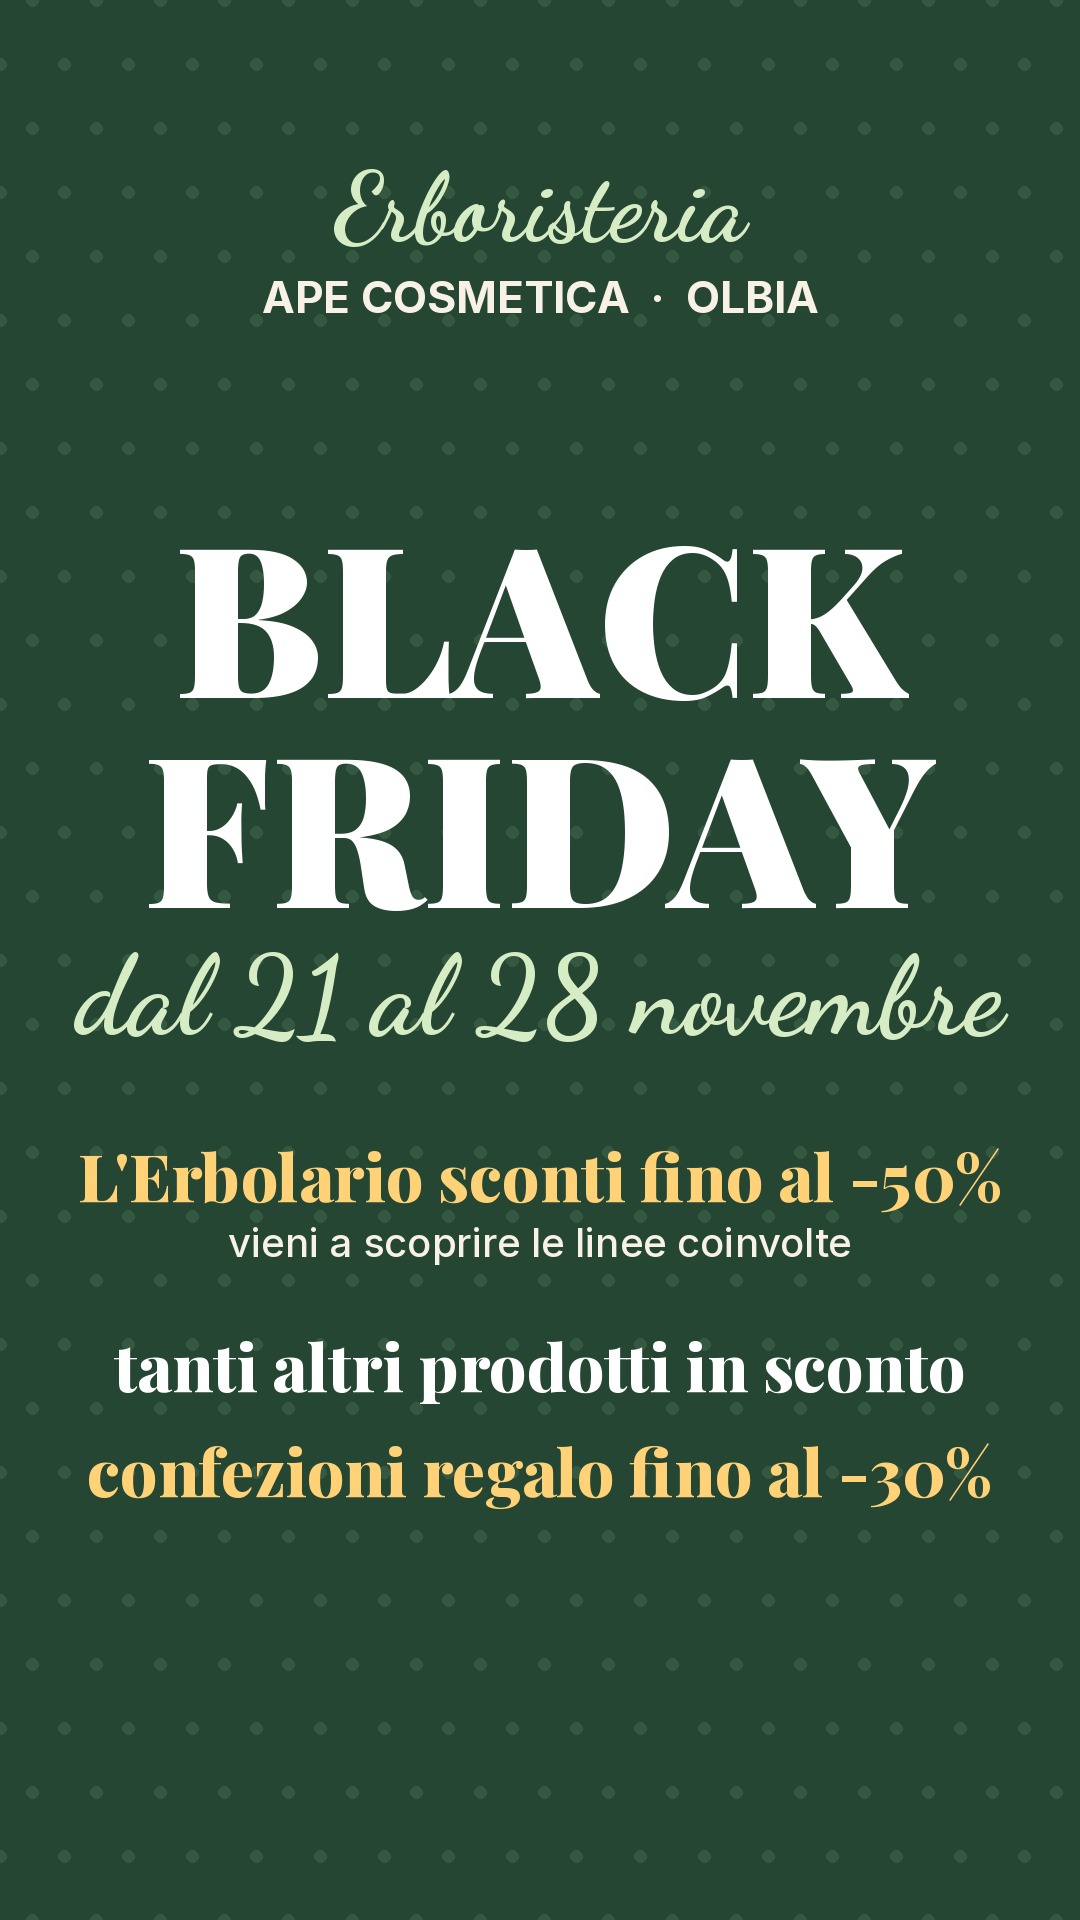 Erboristeria
APE COSMETICA · OLBIA
BLACK
FRIDAY
dal 21 al 28 novembre
L'Erbolario sconti fino al -50%
vieni a scoprire le linee coinvolte
tanti altri prodotti in sconto
confezioni regalo fino al -30%